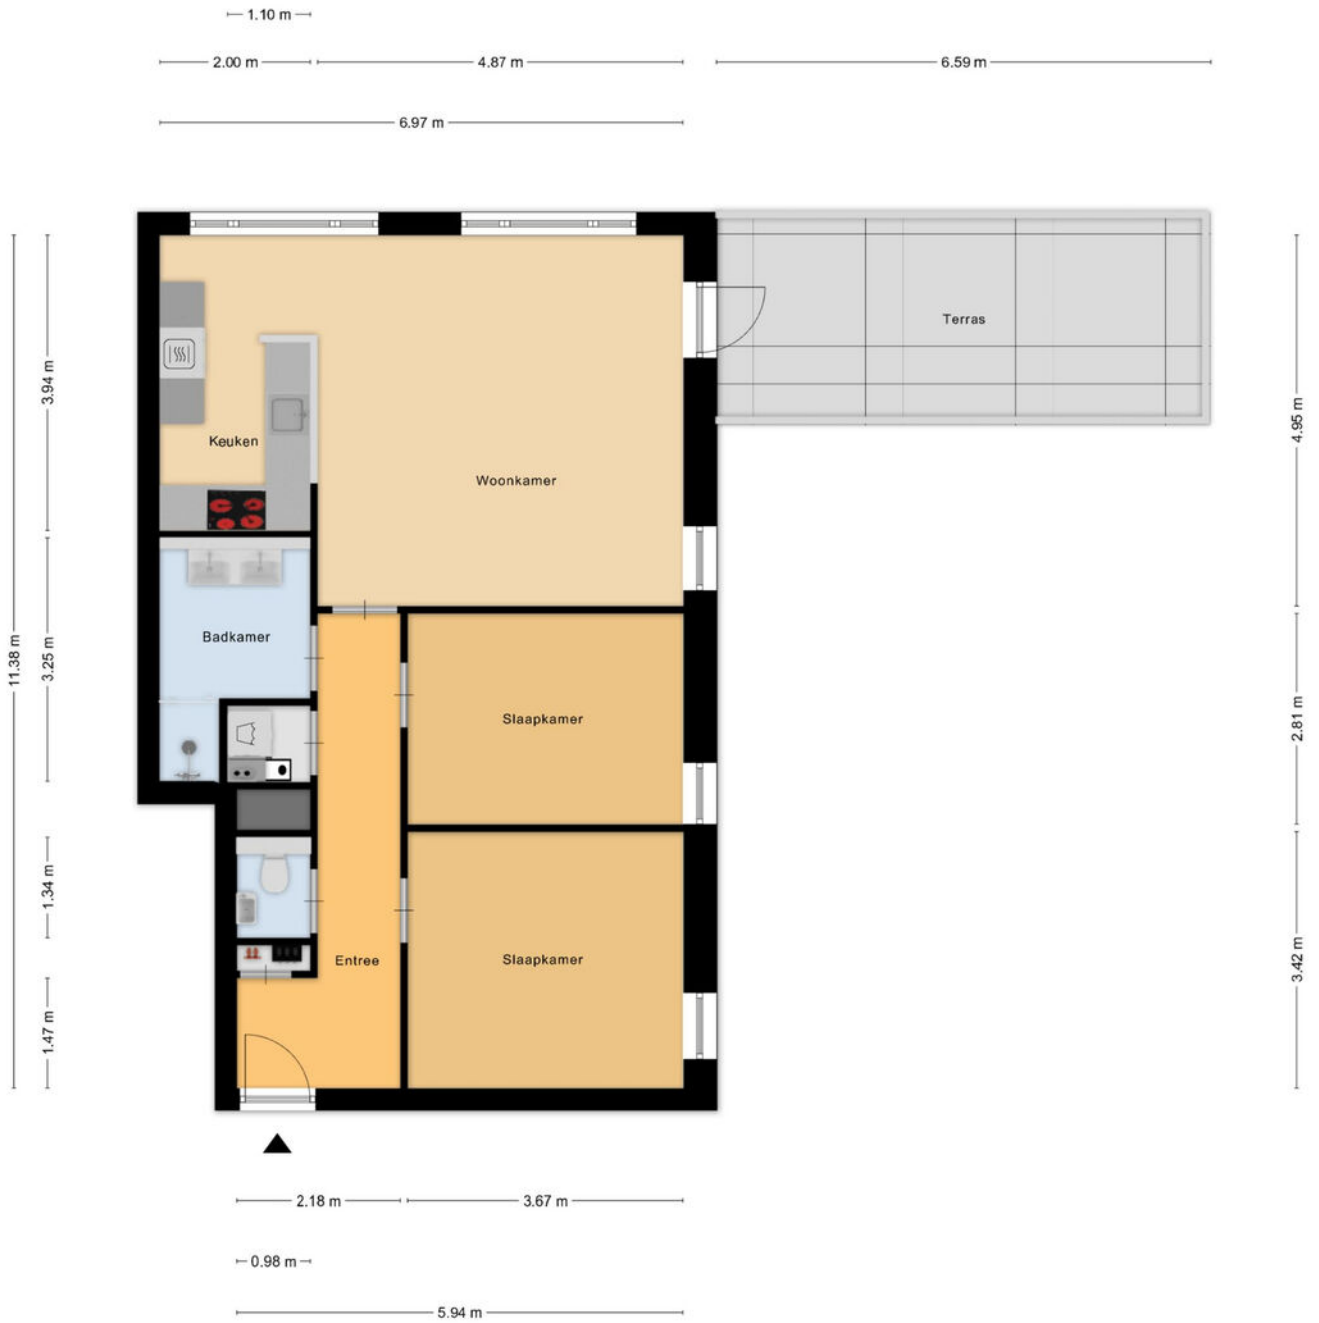 1.10 m
2.00 m
4.87 m
6.59 m
6.97 m
Terras
3.94 m
4.95 m
Keuken
Woonkamer
11.38 m
3.25 m
Badkamer
Slaapkamer
2.81 m
1.34 m
Entree
Slaapkamer
3.42 m
1.47 m
2.18 m
3.67 m
0.98 m
5.94 m